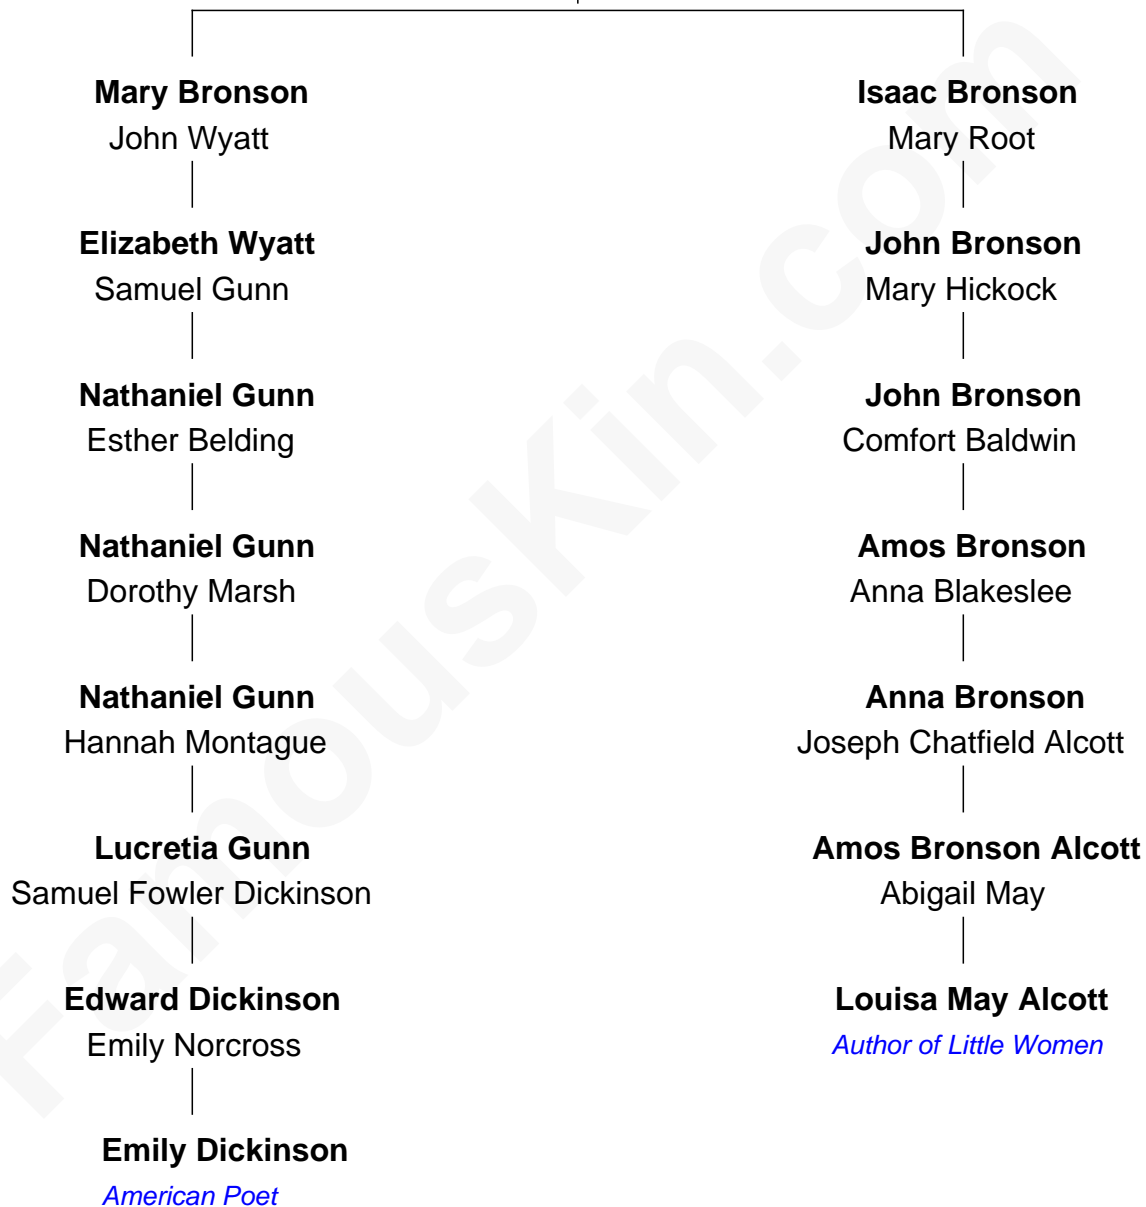 Mary Bronson
John Wyatt
Elizabeth Wyatt
Samuel Gunn
Nathaniel Gunn
Esther Belding
Nathaniel Gunn
Dorothy Marsh
Nathaniel Gunn
Hannah Montague
Lucretia Gunn
Samuel Fowler Dickinson
Edward Dickinson
Emily Norcross
Emily Dickinson
American Poet
Isaac Bronson
Mary Root
John Bronson
Mary Hickock
John Bronson
Comfort Baldwin
Amos Bronson
Anna Blakeslee
Anna Bronson
Joseph Chatfield Alcott
Amos Bronson Alcott
Abigail May
Louisa May Alcott
Author of Little Women
FamousKin.com